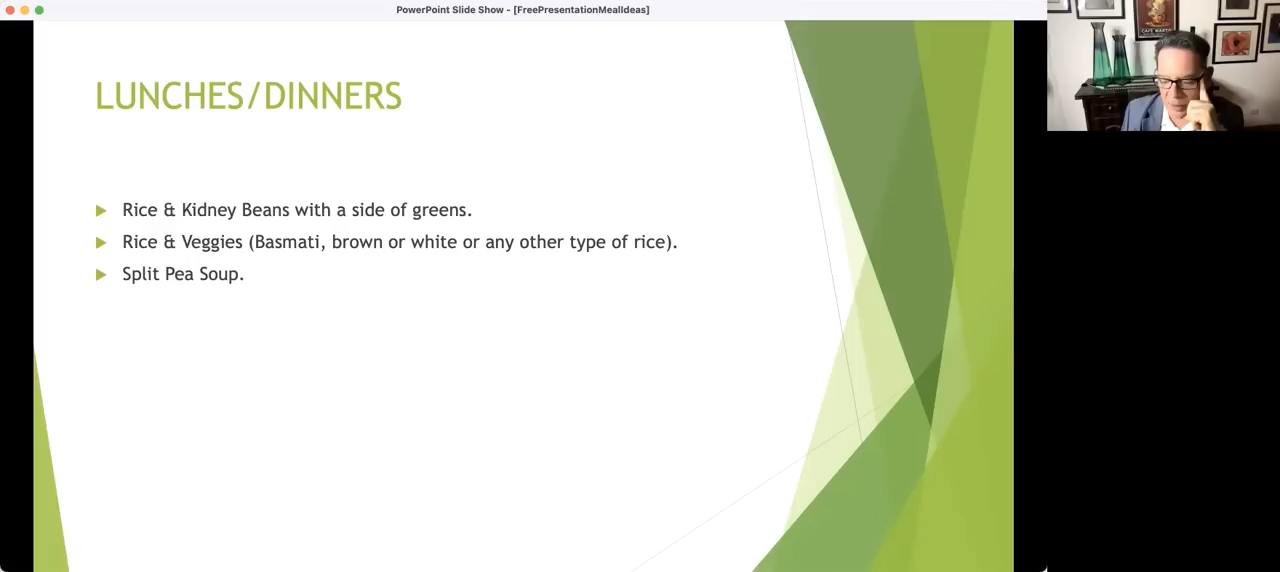 PowerPoint Slide Show - [FreePresentationMealIdeas]
LUNCHES/DINNERS
Rice & Kidney Beans with a side of greens.
Rice & Veggies (Basmati, brown or white or any other type of rice).
Split Pea Soup.